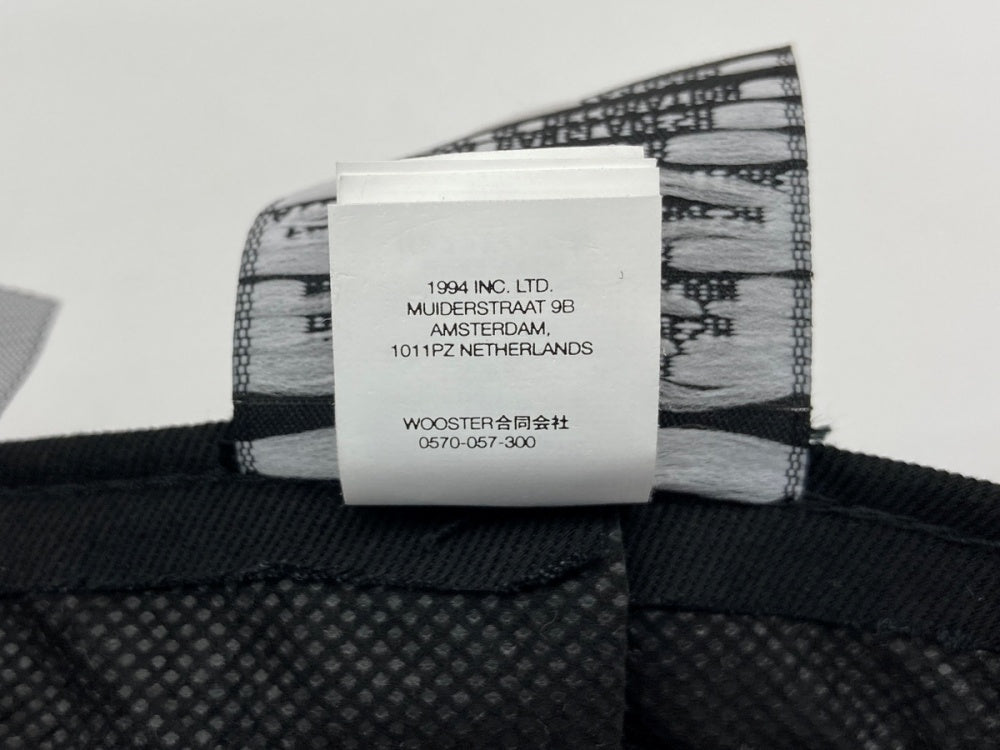 1994 INC. LTD.
MUIDERSTRAAT 9B
AMSTERDAM,
1011PZ NETHERLANDS
WOOSTER合同会社
0570-057-300